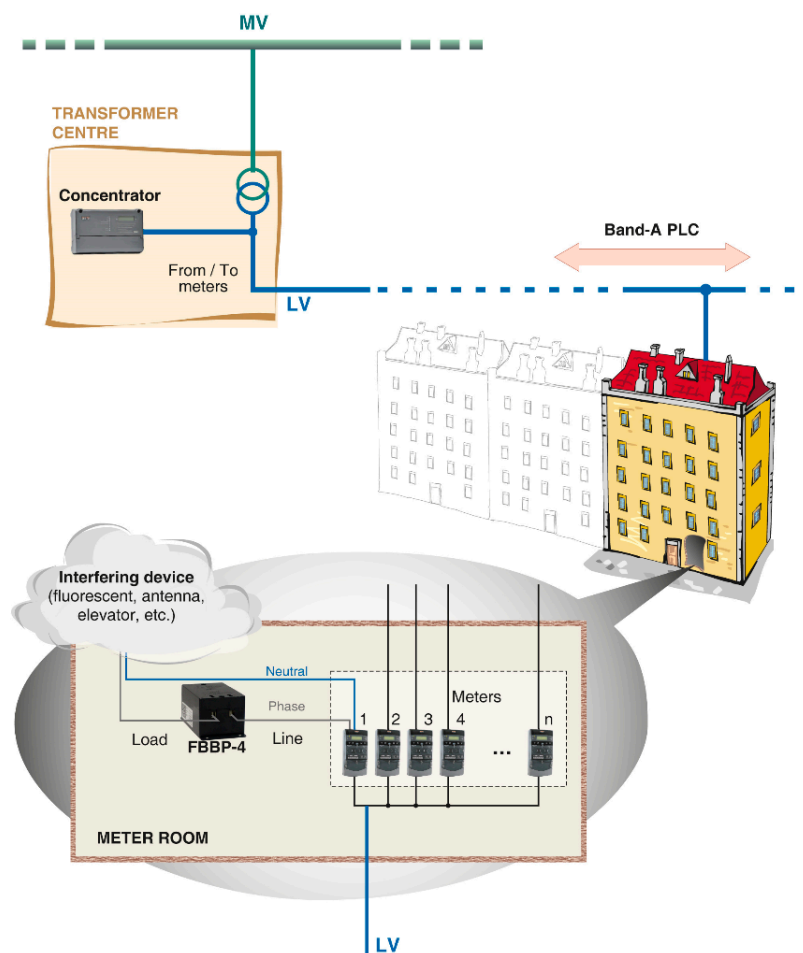 MV
TRANSFORMER
CENTRE
Concentrator
From / To
meters
LV
Band-A PLC
Interfering device
(fluorescent, antenna,
elevator, etc.)
Neutral
Phase
Load
FBBP-4
Line
Meters
1 2 3 4 ... n
METER ROOM
LV